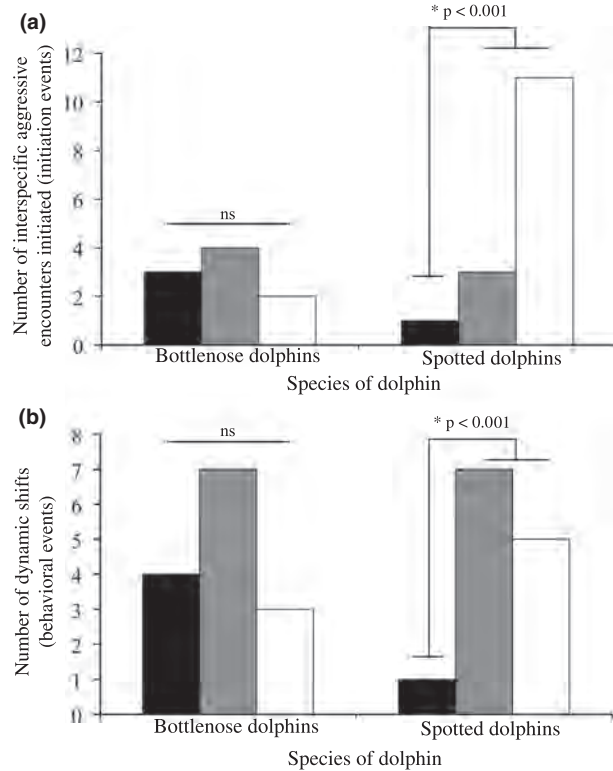 (a)
* p < 0.001
Number of interspecific aggressive
encounters initiated (initiation events)
12
10
8
6
4
2
0
ns
Bottlenose dolphins
Spotted dolphins
Species of dolphin
(b)
* p < 0.001
Number of dynamic shifts
(behavioral events)
8
7
6
5
4
3
2
1
0
ns
Bottlenose dolphins
Spotted dolphins
Species of dolphin